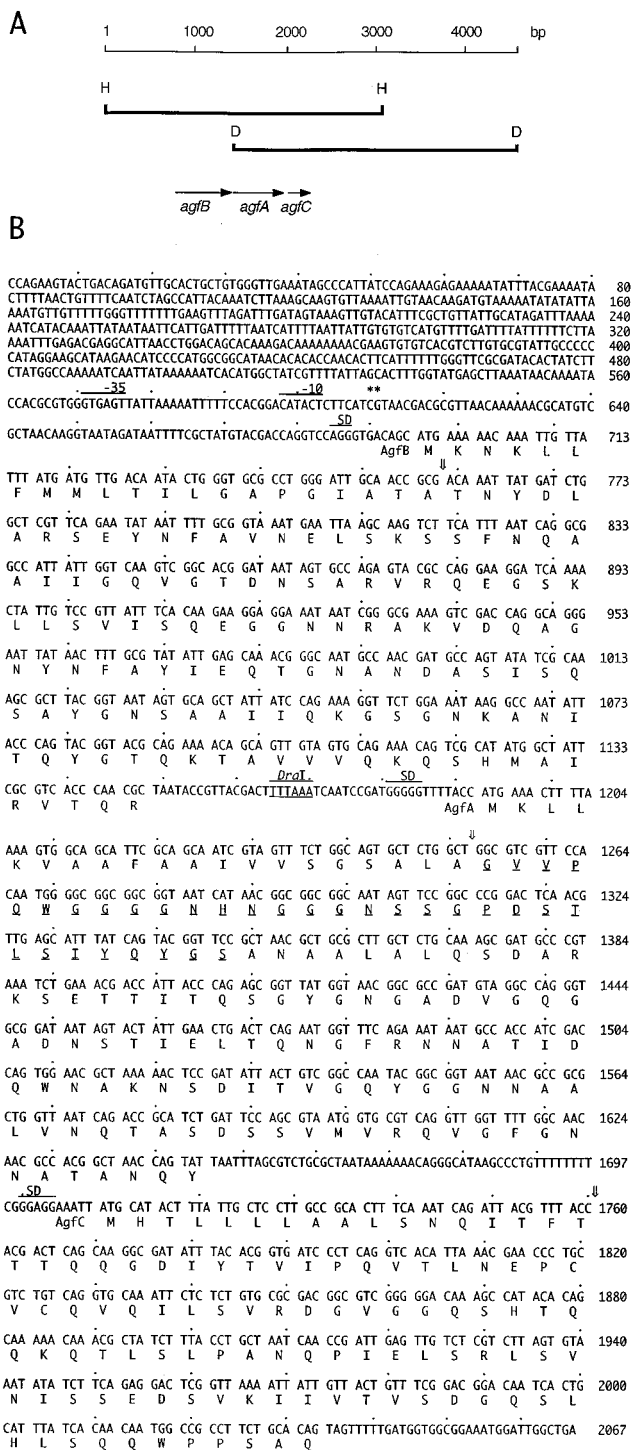 A
1 1000 2000 3000 4000 bp
H H
D D
agfB agfA agfC
B
CCAGAAGTACTGACAGATGTTGCACTGCTGTGGGTTGAAATAGCCCATTATCCAGAAAGAGAAAAATATTTACGAAAATA 80
CTTTTAACTGTTTTCAATCTAGCCATTACAAATCTTAAAGCAAGTGTTAAAATTGTAACAAGATGTAAAAATATATATTA 160
AAATGTTGTTTTTGGGTTTTTTTGAAGTTTAGATTTGATAGTAAAGTTGTACATTTCGCTGTTATTGCATAGATTTAAAA 240
AATCATACAAATTATAATAATTCATTGATTTTTAATCATTTTAATTATTGTGTGTCATGTTTTGATTTTATTTTTTCTTA 320
AAATTTGAGACGAGGCATTAACCTGGACAGCACAAAGACAAAAAAAACGAAGTGTGTCACGTCTTGTGCGTATTGCCCCC 400
CATAGGAAGCATAAGAACATCCCCATGGCGGCATAACACACACCAACACTTCATTTTTTTGGGTTCGCGATACACTATCTT 480
CTATGGCCAAAAATCAATTATAAAAAATCACATGGCTATCGTTTTTATTAGCACTTTGGTATGAGCTTAAATAACAAAATA 560
-35 -10 **
CCACGCGTGGGTGAGTTATTAAAAATTTTTCCACGGACATACTCTTCATCGTAACGACGCGTTAACAAAAAACGCATGTC 640
SD
GCTAACAAGGTAATAGATAATTTTCGCTATGTACGACCAGGTCCAGGGTGACAGC ATG AAA AAC AAA TTG TTA 713
AgfB M K N K L L
TTT ATG ATG TTG ACA ATA CTG GGT GCG CCT GGG ATT GCA ACC GCG ACA AAT TAT GAT CTG 773
F M M L T I L G A P G I A T A T N Y D L
GCT CGT TCA GAA TAT AAT TTT GCG GTA AAT GAA TTA AGC AAG TCT TCA TTT AAT CAG GCG 833
A R S E Y N F A V N E L S K S S F N Q A
GCC ATT ATT GGT CAA GTC GGC ACG GAT AAT AGT GCC AGA GTA CGC CAG GAA GGA TCA AAA 893
A I I G Q V G T D N S A R V R Q E G S K
CTA TTG TCC GTT ATT TCA CAA GAA GGA GGA AAT AAT CGG GCG AAA GTC GAC CAG GCA GGG 953
L L S V I S Q E G G N N R A K V D Q A G
AAT TAT AAC TTT GCG TAT ATT GAG CAA ACG GGC AAT GCC AAC GAT GCC AGT ATA TCG CAA 1013
N Y N F A Y I E Q T G N A N D A S I S Q
AGC GCT TAC GGT AAT AGT GCA GCT ATT ATC CAG AAA GGT TCT GGA AAT AAG GCC AAT ATT 1073
S A Y G N S A A I I Q K G S G N K A N I
ACC CAG TAC GGT ACG CAG AAA ACA GCA GTT GTA GTG CAG AAA CAG TCG CAT ATG GCT ATT 1133
T Q Y G T Q K T A V V V Q K Q S H M A I
DraI SD
CGC GTC ACC CAA CGC TAATACCGTTACGACTTTTAAATCAATCCGATGGGGGTTTTACC ATG AAA CTT TTA 1204
R V T Q R AgfA M K L L
AAA GTG GCA GCA TTC GCA GCA ATC GTA GTT TCT GGC AGT GCT CTG GCT GGC GTC GTT CCA 1264
K V A A F A A I V V S G S A L A G V V P
CAA TGG GGC GGC GGC GGT AAT CAT AAC GGC GGC GGC AAT AGT TCC GGC CCG GAC TCA ACG 1324
Q W G G G G N H N G G G N S S G P D S T
TTG AGC ATT TAT CAG TAC GGT TCC GCT AAC GCT GCG CTT GCT CTG CAA AGC GAT GCC CGT 1384
L S I Y Q Y G S A N A A L A L Q S D A R
AAA TCT GAA ACG ACC ATT ACC CAG AGC GGT TAT GGT AAC GGC GCC GAT GTA GGC CAG GGT 1444
K S E T T I T Q S G Y G N G A D V G Q G
GCG GAT AAT AGT ACT ATT GAA CTG ACT CAG AAT GGT TTC AGA AAT AAT GCC ACC ATC GAC 1504
A D N S T I E L T Q N G F R N N A T I D
CAG TGG AAC GCT AAA AAC TCC GAT ATT ACT GTC GGC CAA TAC GGC GGT AAT AAC GCC GCG 1564
Q W N A K N S D I T V G Q Y G G N N A A
CTG GTT AAT CAG ACC GCA TCT GAT TCC AGC GTA ATG GTG CGT CAG GTT GGT TTT GGC AAC 1624
L V N Q T A S D S S V M V R Q V G F G N
AAC GCC ACG GCT AAC CAG TAT TAATTTAGCGTCTGCGCTAATAAAAAAACAGGGCATAAGCCCTGTTTTTTTT 1697
N A T A N Q Y
SD
CGGGAGGAAATT ATG CAT ACT TTA TTG CTC CTT GCC GCA CTT TCA AAT CAG ATT ACG TTT ACC 1760
AgfC M H T L L L L A A L S N Q I T F T
ACG ACT CAG CAA GGC GAT ATT TAC ACG GTG ATC CCT CAG GTC ACA TTA AAC GAA CCC TGC 1820
T T Q Q G D I Y T V I P Q V T L N E P C
GTC TGT CAG GTG CAA ATT CTC TCT GTG CGC GAC GGC GTC GGG GGA CAA AGC CAT ACA CAG 1880
V C Q V Q I L S V R D G V G G Q S H T Q
CAA AAA CAA ACG CTA TCT TTA CCT GCT AAT CAA CCG ATT GAG TTG TCT CGT CTT AGT GTA 1940
Q K Q T L S L P A N Q P I E L S R L S V
AAT ATA TCT TCA GAG GAC TCG GTT AAA ATT ATT GTT ACT GTT TCG GAC GGA CAA TCA CTG 2000
N I S S E D S V K I I V T V S D G Q S L
CAT TTA TCA CAA CAA TGG CCG CCT TCT GCA CAG TAGTTTTTGATGGTGGCGGAAATGGATTGGCTGA 2067
H L S Q Q W P P S A Q